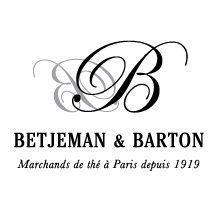 B B
BETJEMAN & BARTON
Marchands de thé à Paris depuis 1919